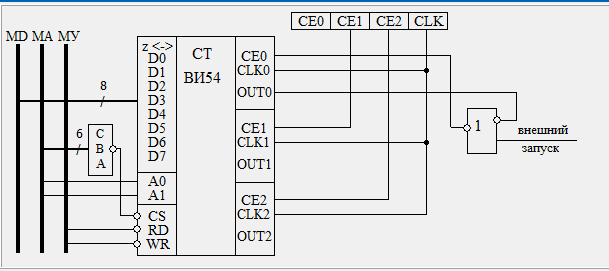 CE0 CE1 CE2 CLK
MD MA МУ
z <-> CT
D0
D1
D2
D3
D4
D5
D6
D7
ВИ54
8
6
C
B
A
A0
A1
CS
RD
WR
CE0
CLK0
OUT0
CE1
CLK1
OUT1
CE2
CLK2
OUT2
1
внешний
запуск